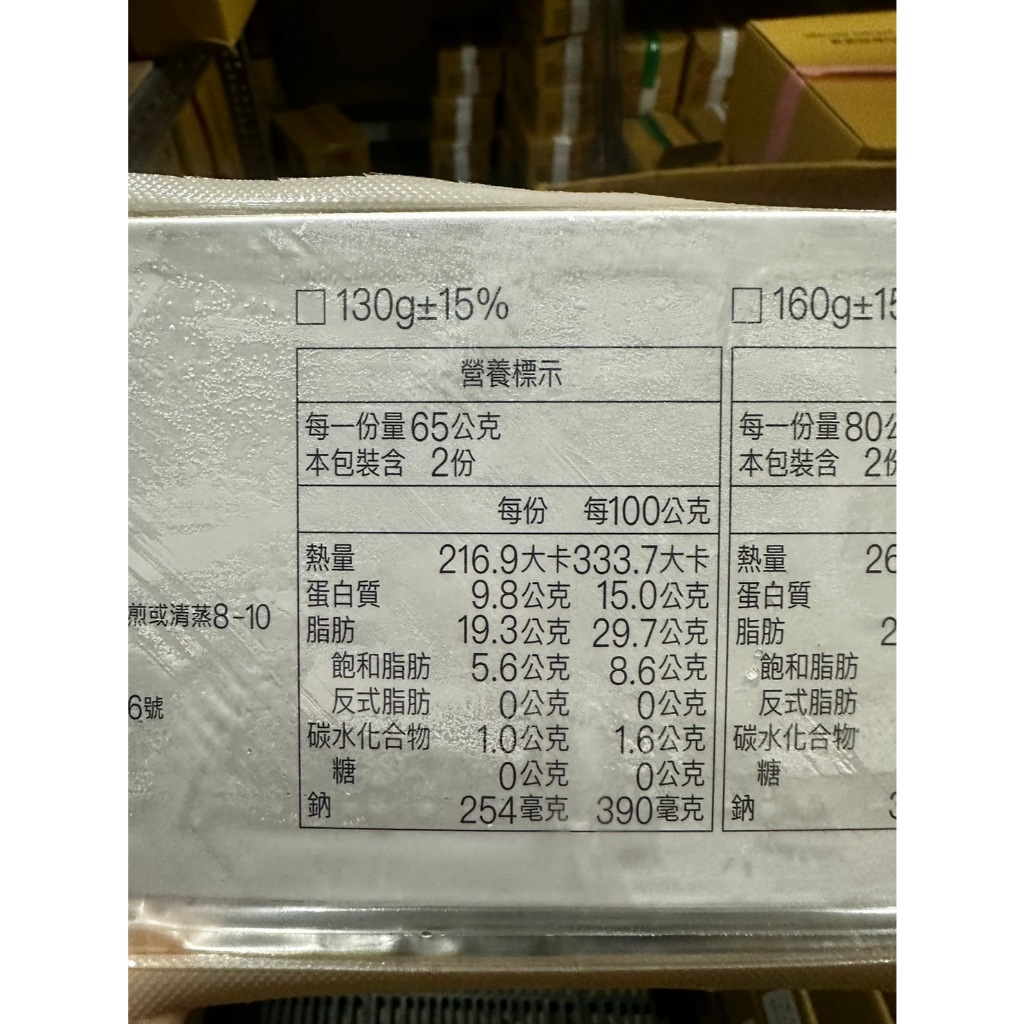 煎或清蒸8-10
6號
□130g±15%
營養標示
每一份量65公克
本包裝含 2份
每份 每100公克
熱量 216.9大卡333.7大卡
蛋白質 9.8公克 15.0公克
脂肪 19.3公克 29.7公克
飽和脂肪 5.6公克 8.6公克
反式脂肪 0公克 0公克
碳水化合物 1.0公克 1.6公克
糖 0公克 0公克
鈉 254毫克 390毫克
□160g±15
每一份量80公
本包裝含 2份
熱量 26
蛋白質
脂肪 2
飽和脂肪
反式脂肪
碳水化合物
糖
鈉